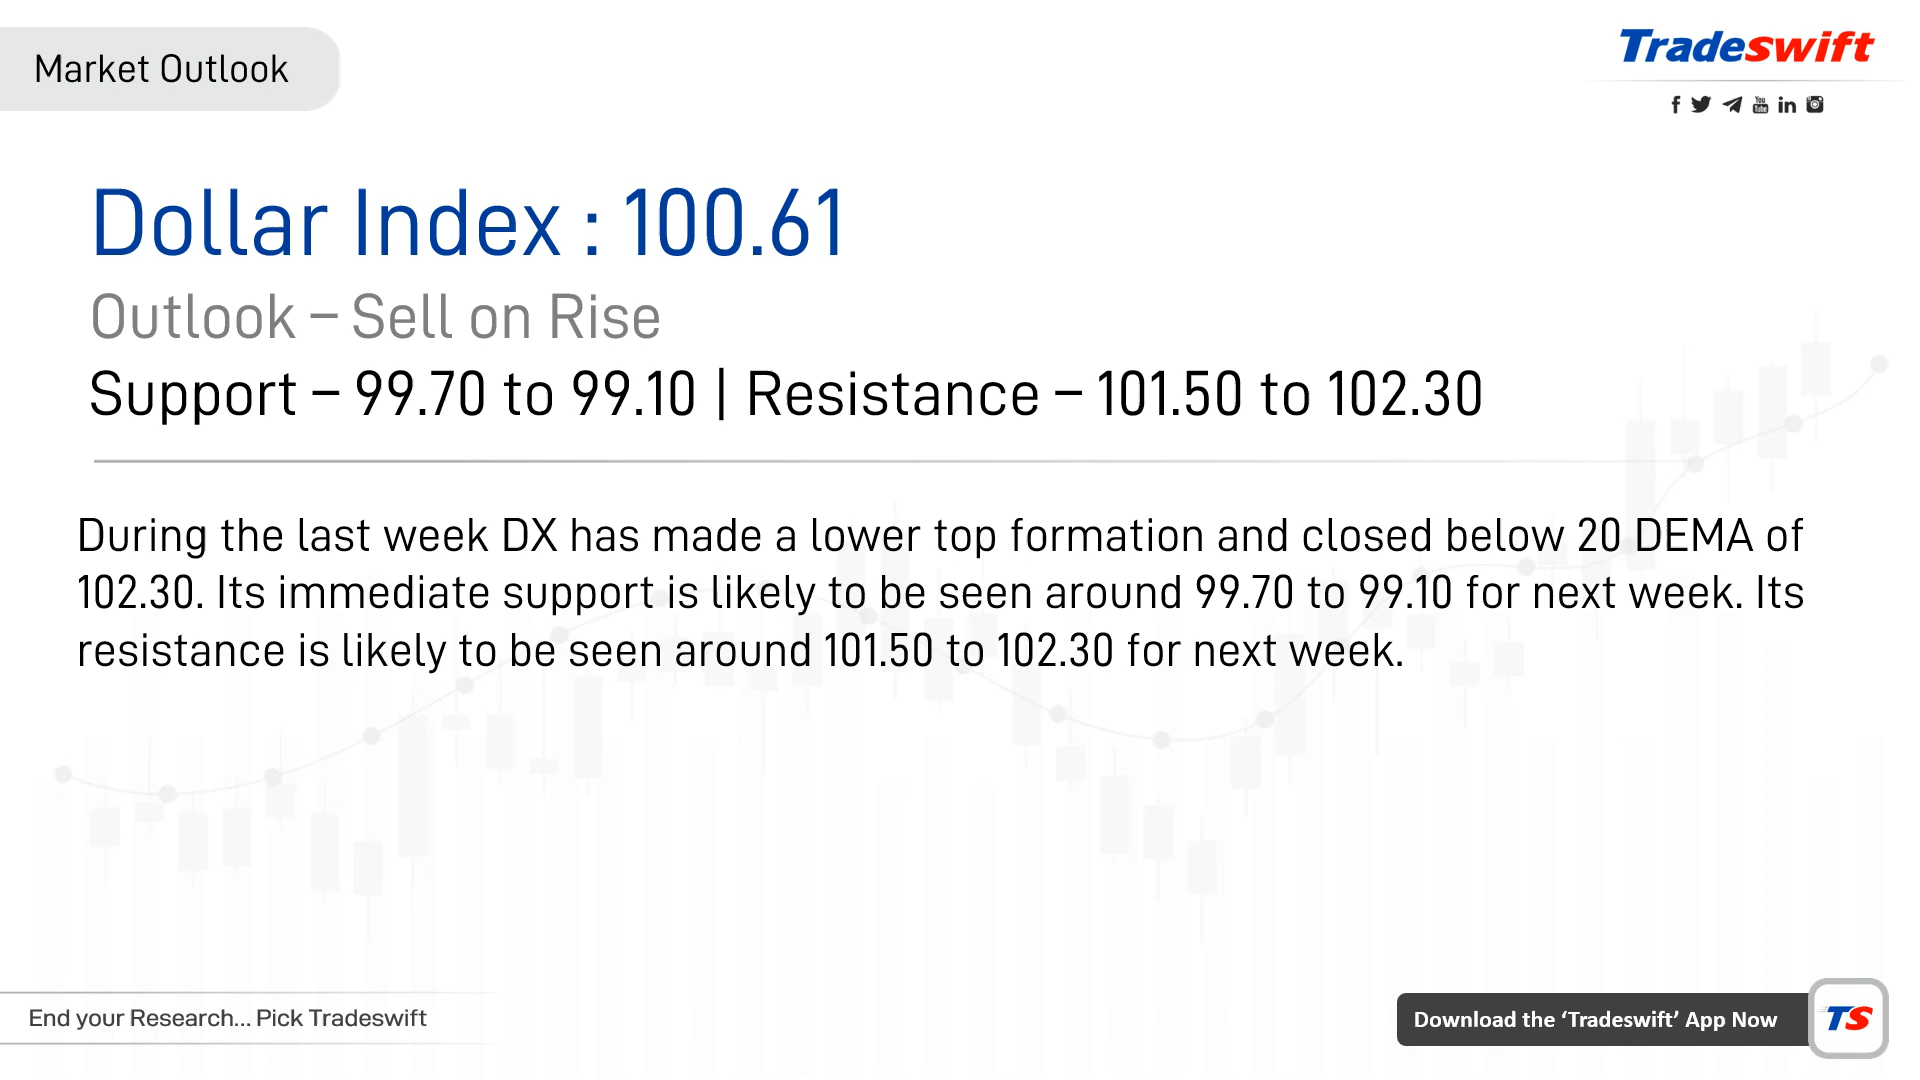 Market Outlook
Tradeswift
Dollar Index : 100.61
Outlook – Sell on Rise
Support – 99.70 to 99.10 | Resistance – 101.50 to 102.30
During the last week DX has made a lower top formation and closed below 20 DEMA of
102.30. Its immediate support is likely to be seen around 99.70 to 99.10 for next week. Its
resistance is likely to be seen around 101.50 to 102.30 for next week.
End your Research... Pick Tradeswift
Download the ‘Tradeswift’ App Now
TS